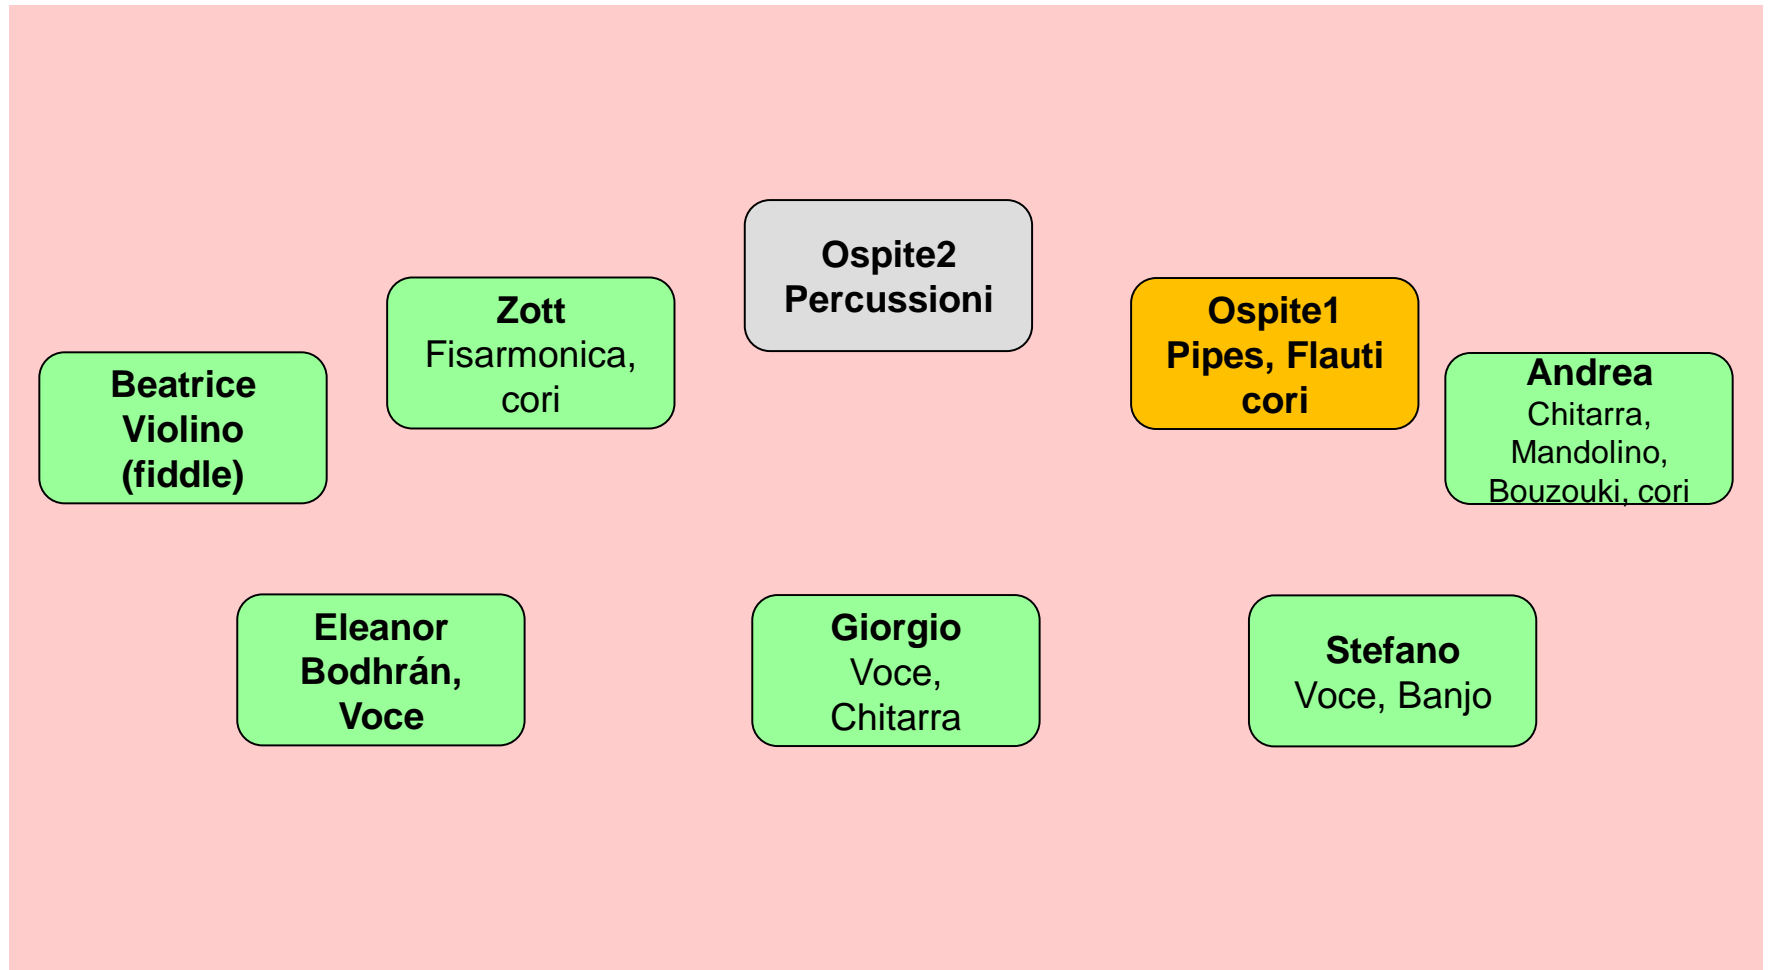 Ospite2
Percussioni
Zott
Fisarmonica,
cori
Ospite1
Pipes, Flauti
cori
Beatrice
Violino
(fiddle)
Andrea
Chitarra,
Mandolino,
Bouzouki, cori
Eleanor
Bodhrán,
Voce
Giorgio
Voce,
Chitarra
Stefano
Voce, Banjo